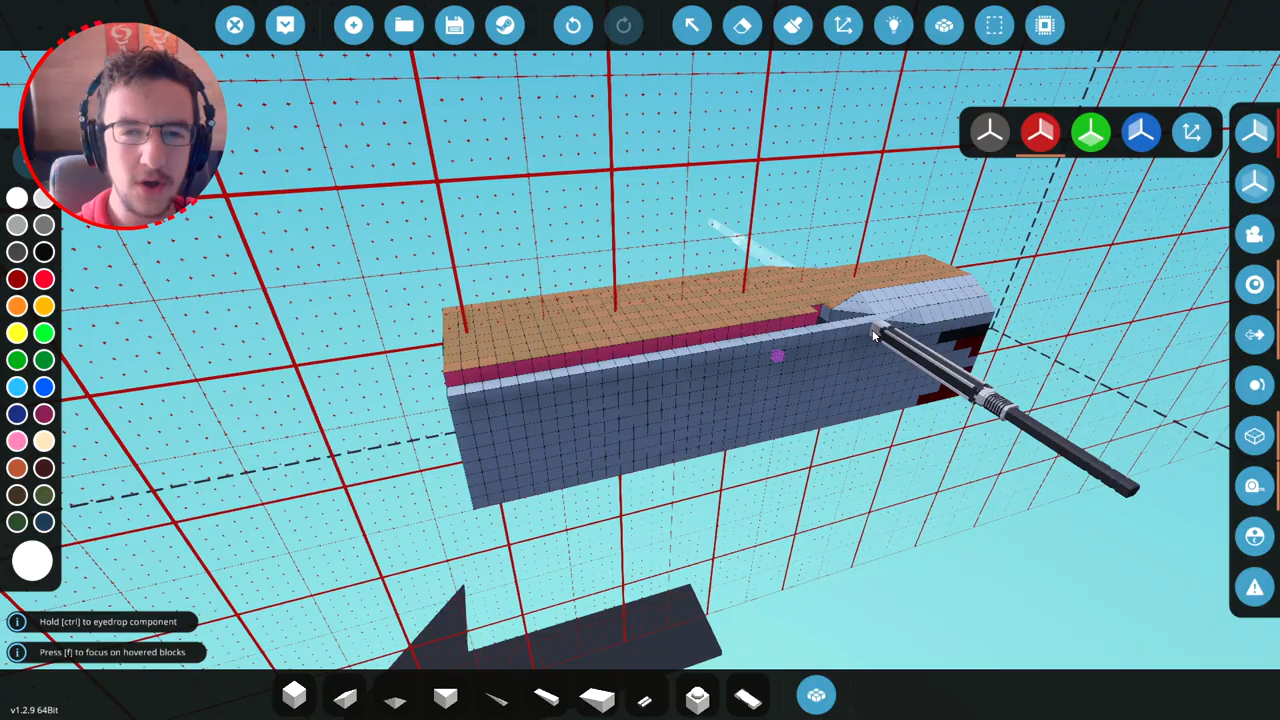 Hold [ctrl] to eyedrop component
Press [f] to focus on hovered blocks
v1.2.9 64Bit